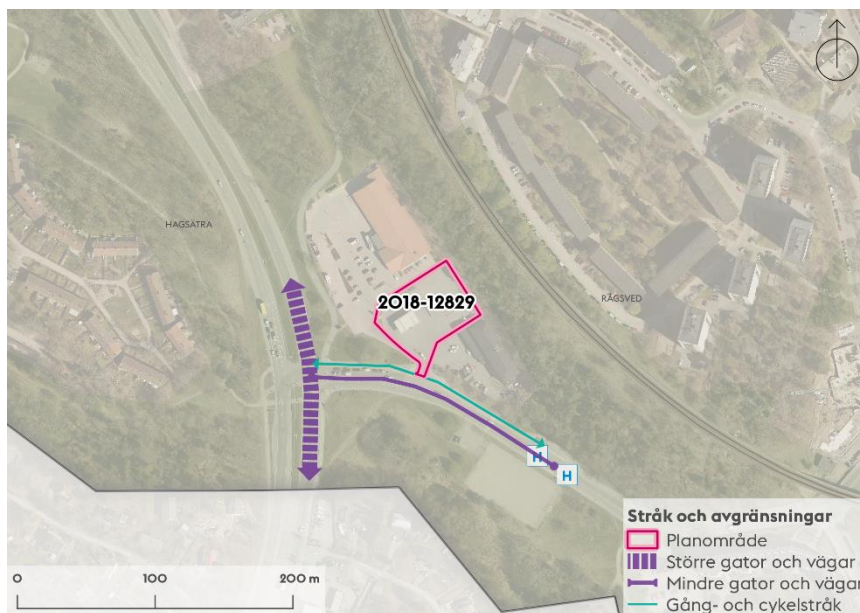 HAGSÄTRA
2018-12829
RÅGSVED
H
H
Stråk och avgränsningar
Planområde
Större gator och vägar
Mindre gator och vägar
Gång- och cykelstråk
0 100 200 m